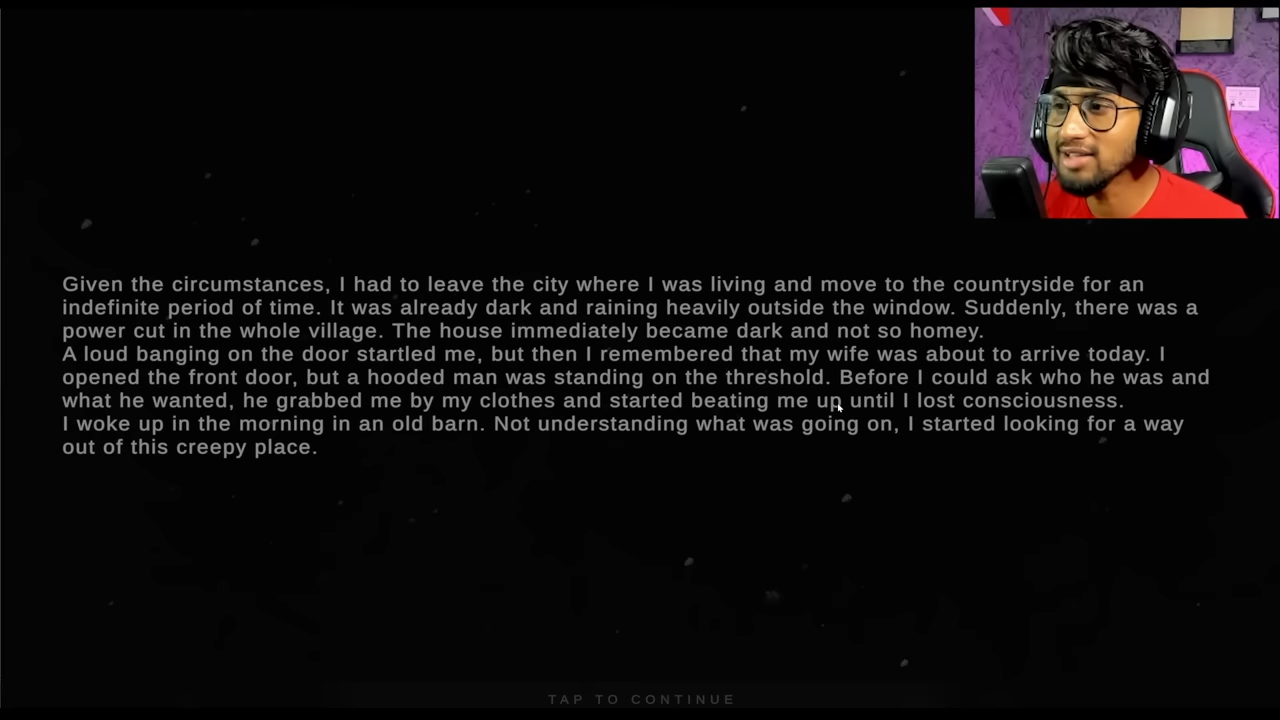 Given the circumstances, I had to leave the city where I was living and move to the countryside for an
indefinite period of time. It was already dark and raining heavily outside the window. Suddenly, there was a
power cut in the whole village. The house immediately became dark and not so homey.
A loud banging on the door startled me, but then I remembered that my wife was about to arrive today. I
opened the front door, but a hooded man was standing on the threshold. Before I could ask who he was and
what he wanted, he grabbed me by my clothes and started beating me up until I lost consciousness.
I woke up in the morning in an old barn. Not understanding what was going on, I started looking for a way
out of this creepy place.
TAP TO CONTINUE